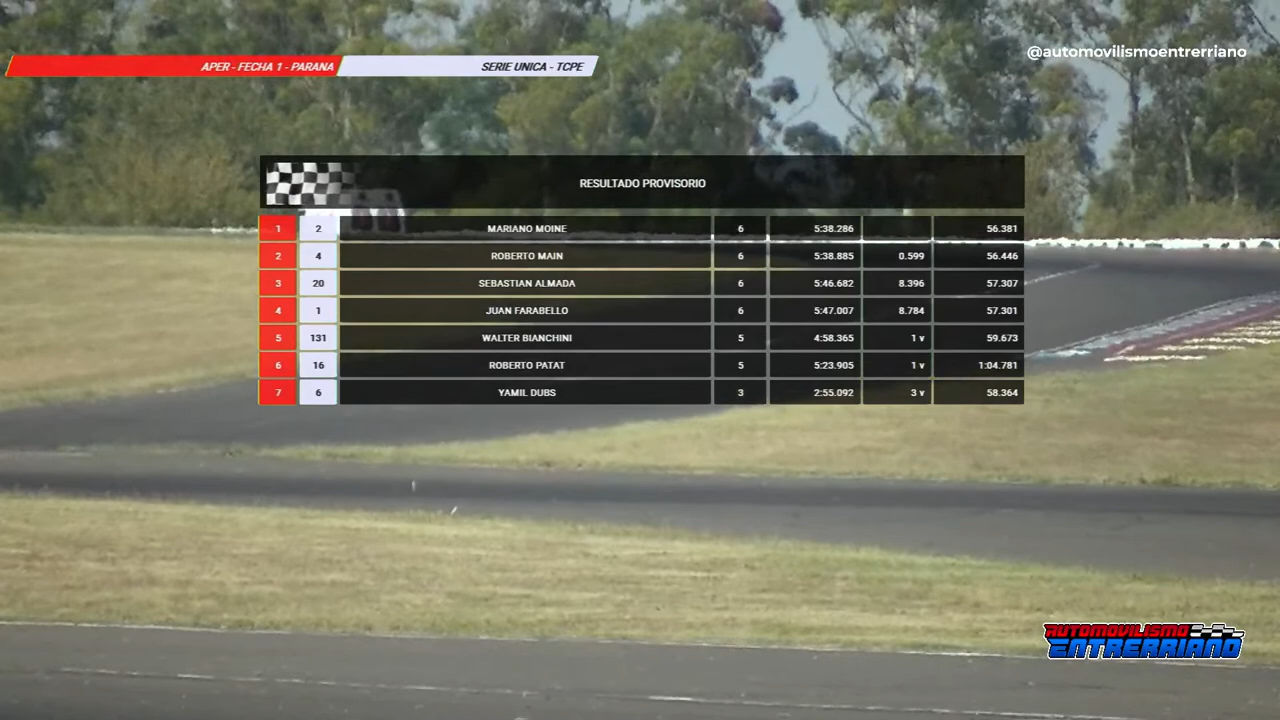 APER - FECHA 1 - PARANA SERIE UNICA - TCPE
@automovilismoentrerriano
RESULTADO PROVISORIO
1 2 MARIANO MOINE 6 5:38.286 56.381
2 4 ROBERTO MAIN 6 5:38.885 0.599 56.446
3 20 SEBASTIAN ALMADA 6 5:46.682 8.396 57.307
4 1 JUAN FARABELLO 6 5:47.007 8.784 57.301
5 131 WALTER BIANCHINI 5 4:58.365 1 v 59.673
6 16 ROBERTO PATAT 5 5:23.905 1 v 1:04.781
7 6 YAMIL DUBS 3 2:55.092 3 v 58.364
AUTOMOVILISMO
ENTRERRIANO